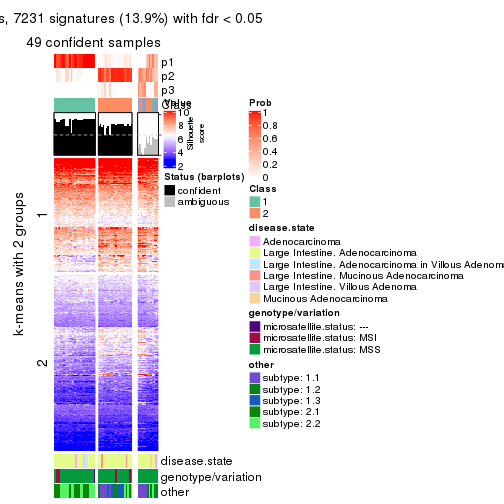 s, 7231 signatures (13.9%) with fdr < 0.05
49 confident samples
p1
p2
p3
Class
Value
10
8
6
4
2
Silhouette
score
Prob
1
0.8
0.6
0.4
0.2
0
Status (barplots)
confident
ambiguous
Class
1
2
k-means with 2 groups
1
2
disease.state
Adenocarcinoma
Large Intestine. Adenocarcinoma
Large Intestine. Adenocarcinoma in Villous Adenom
Large Intestine. Mucinous Adenocarcinoma
Large Intestine. Villous Adenoma
Mucinous Adenocarcinoma
genotype/variation
microsatellite.status: ---
microsatellite.status: MSI
microsatellite.status: MSS
other
subtype: 1.1
subtype: 1.2
subtype: 1.3
subtype: 2.1
subtype: 2.2
disease.state
genotype/variation
other